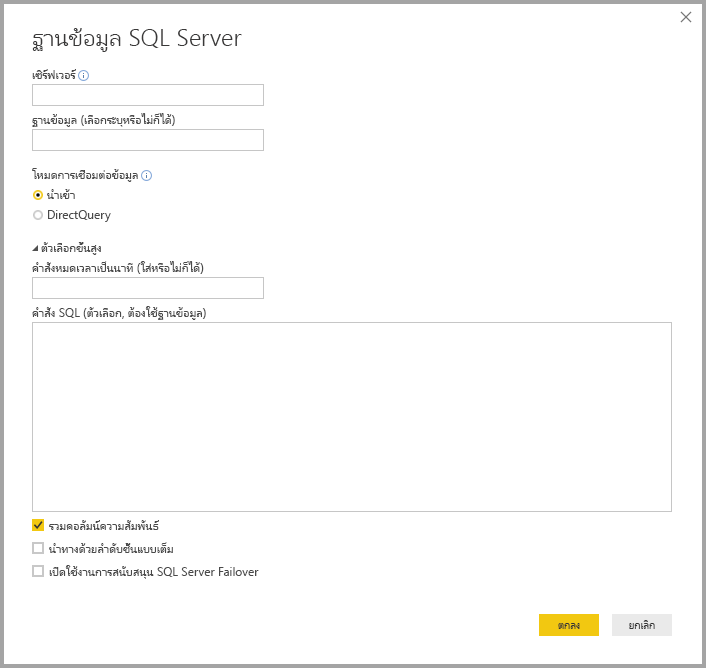 ฐานข้อมูล SQL Server
เซิร์ฟเวอร์
ฐานข้อมูล (เลือกระบุหรือไม่ก็ได้)
โหมดการเชื่อมต่อข้อมูล
นำเข้า
DirectQuery
ตัวเลือกขั้นสูง
คำสั่งหมดเวลาเป็นนาที (ใส่หรือไม่ก็ได้)
คำสั่ง SQL (ตัวเลือก, ต้องใช้ฐานข้อมูล)
รวมคอลัมน์ความสัมพันธ์
นำทางด้วยลำดับชั้นแบบเต็ม
เปิดใช้งานการสนับสนุน SQL Server Failover
ตกลง
ยกเลิก